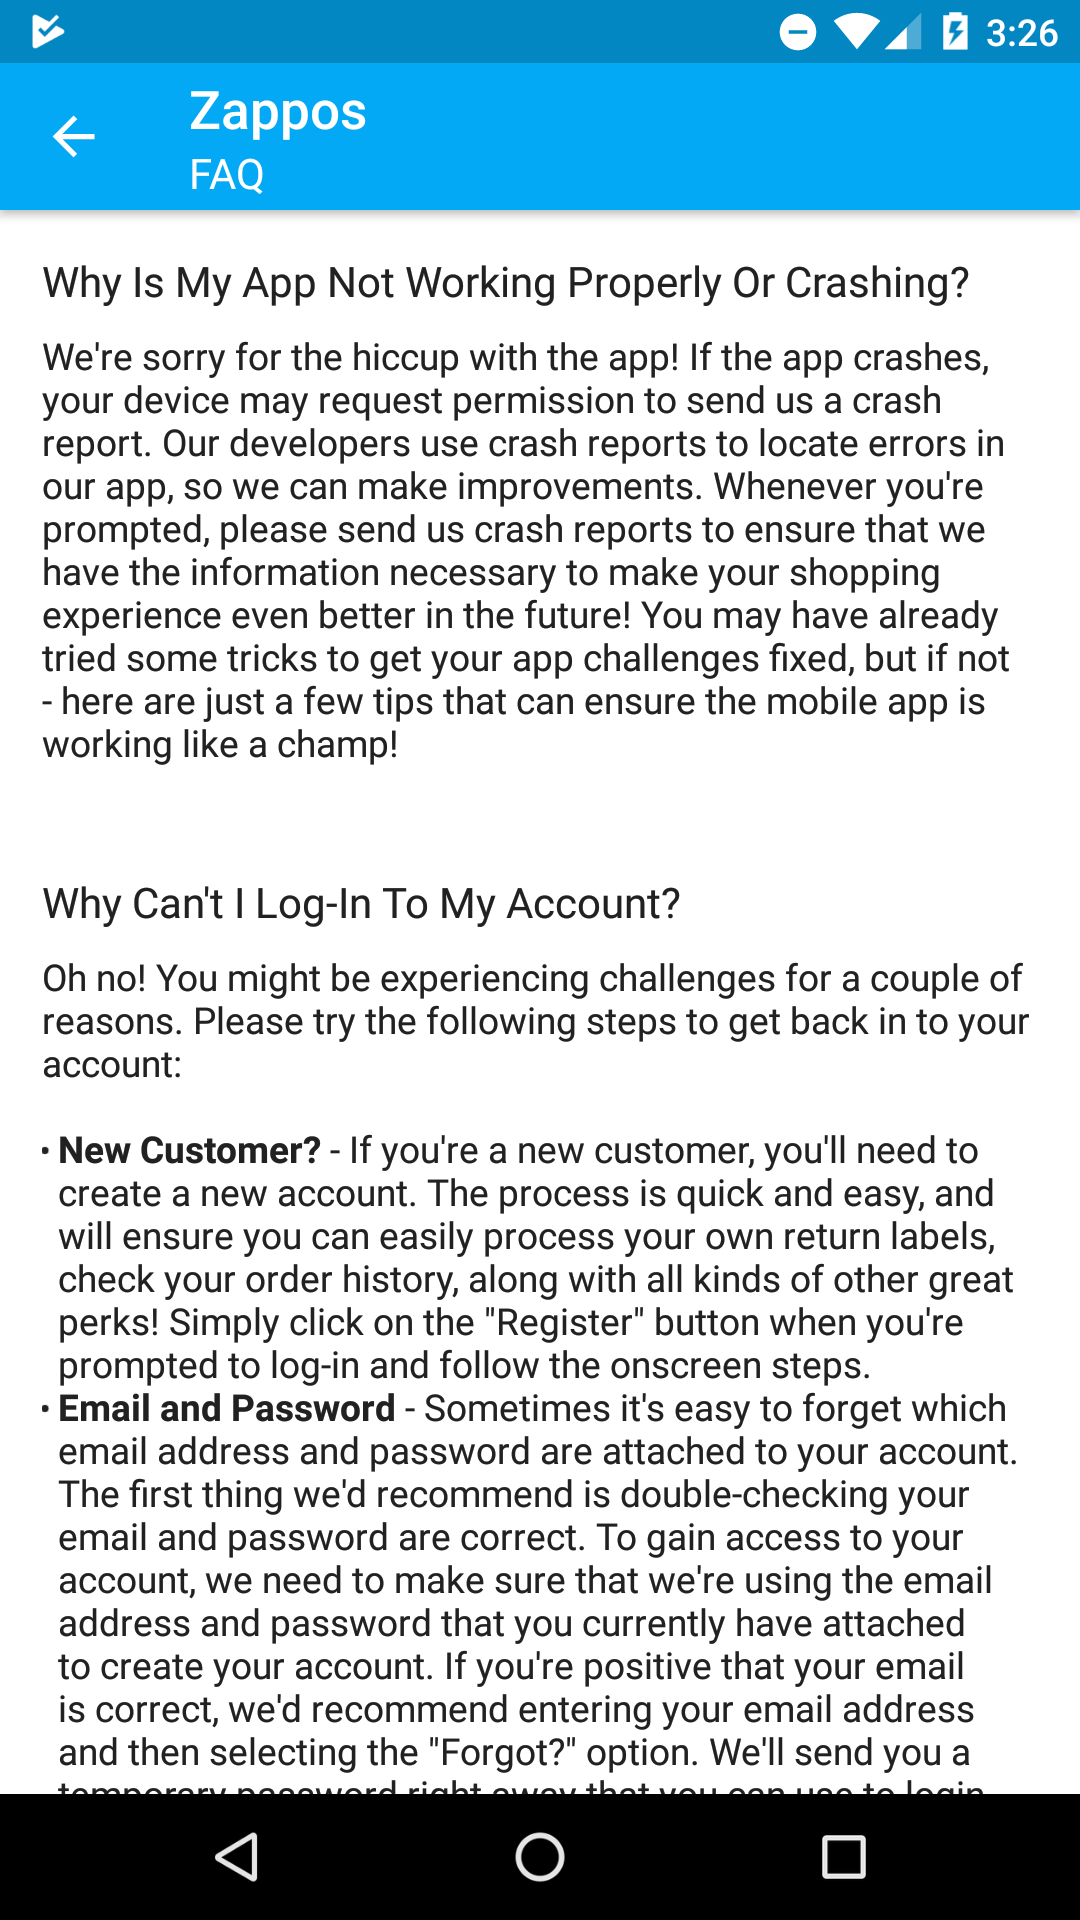 3:26
Zappos
FAQ
Why Is My App Not Working Properly Or Crashing?
We're sorry for the hiccup with the app! If the app crashes,
your device may request permission to send us a crash
report. Our developers use crash reports to locate errors in
our app, so we can make improvements. Whenever you're
prompted, please send us crash reports to ensure that we
have the information necessary to make your shopping
experience even better in the future! You may have already
tried some tricks to get your app challenges fixed, but if not
- here are just a few tips that can ensure the mobile app is
working like a champ!
Why Can't I Log-In To My Account?
Oh no! You might be experiencing challenges for a couple of
reasons. Please try the following steps to get back in to your
account:
• New Customer? - If you're a new customer, you'll need to
create a new account. The process is quick and easy, and
will ensure you can easily process your own return labels,
check your order history, along with all kinds of other great
perks! Simply click on the "Register" button when you're
prompted to log-in and follow the onscreen steps.
• Email and Password - Sometimes it's easy to forget which
email address and password are attached to your account.
The first thing we'd recommend is double-checking your
email and password are correct. To gain access to your
account, we need to make sure that we're using the email
address and password that you currently have attached
to create your account. If you're positive that your email
is correct, we'd recommend entering your email address
and then selecting the "Forgot?" option. We'll send you a
temporary password right away that you can use to login